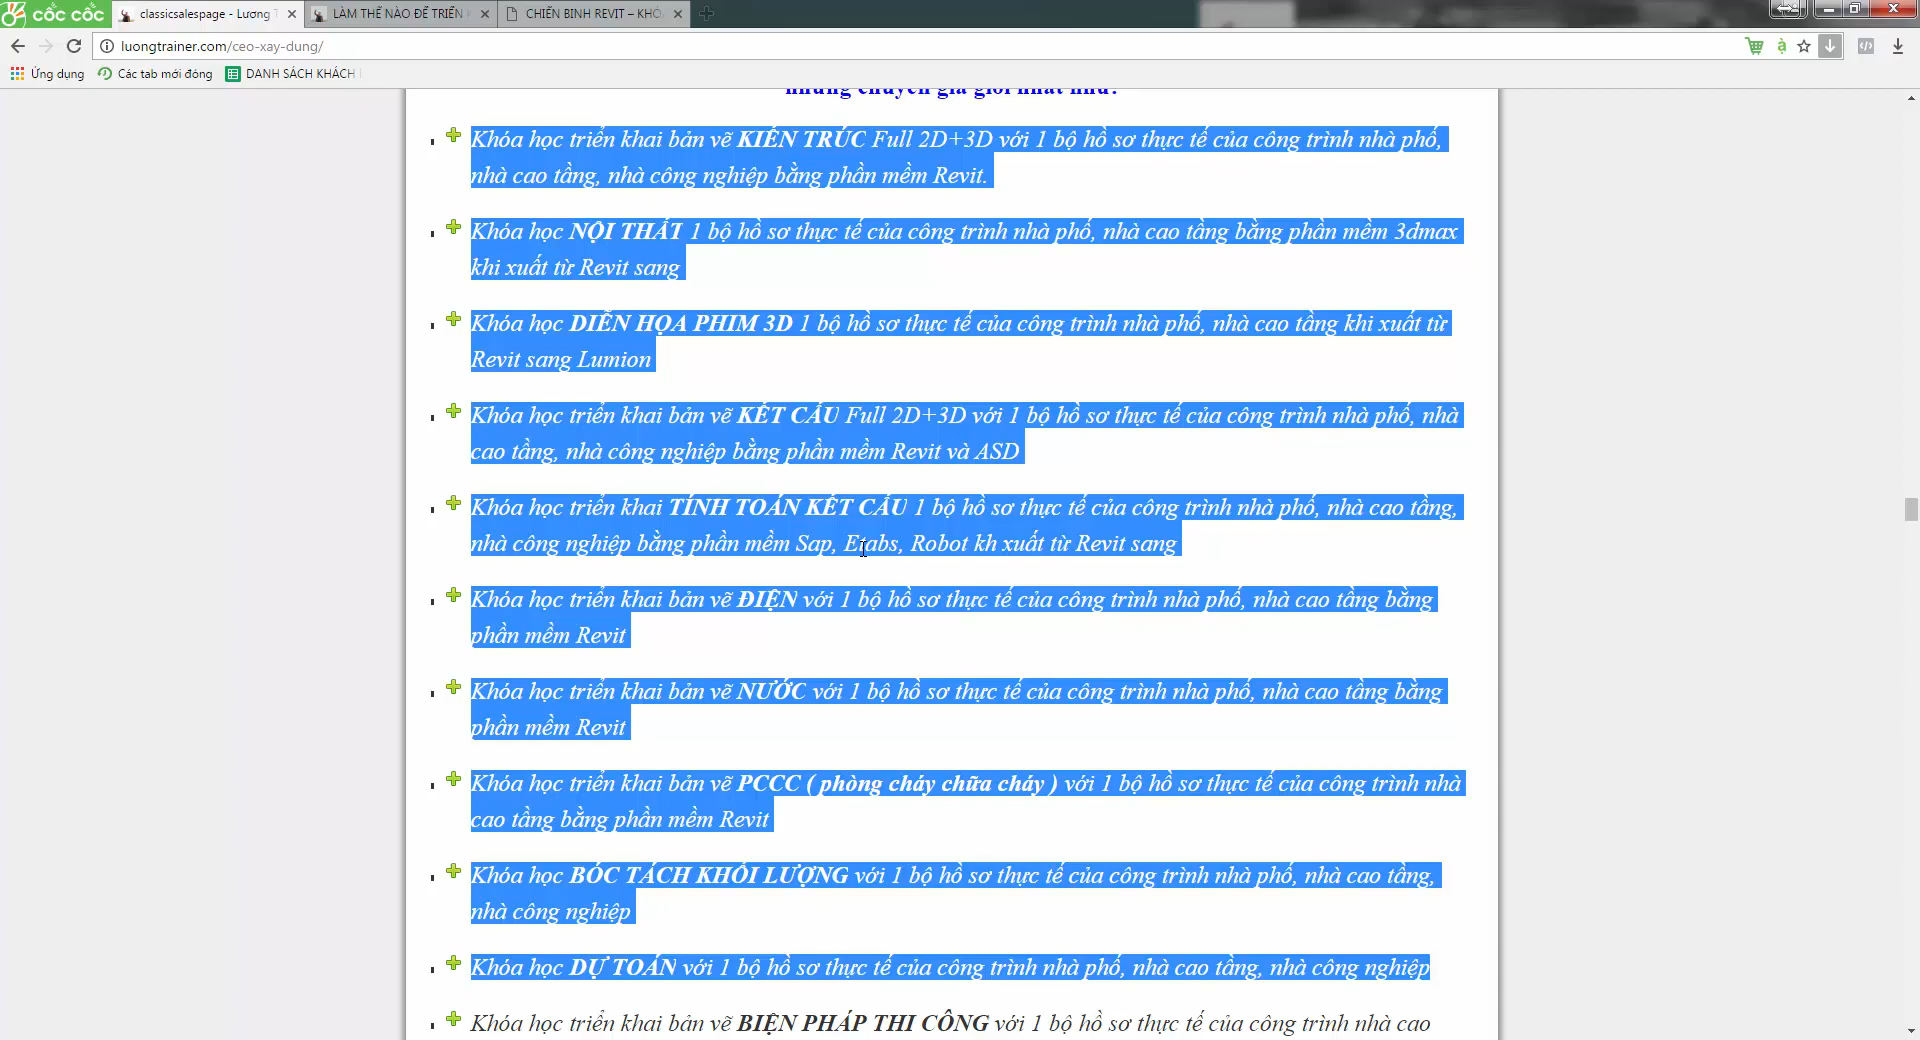 cốc cốc
classicsalespage - Lương T
LÀM THẾ NÀO ĐỂ TRIỂN
CHIẾN BINH REVIT – KHÓ
luongtrainer.com/ceo-xay-dung/
Ứng dụng
Các tab mới đóng
DANH SÁCH KHÁCH
những chuyên gia giỏi nhất như:
Khóa học triển khai bản vẽ KIẾN TRÚC Full 2D+3D với 1 bộ hồ sơ thực tế của công trình nhà phố,
nhà cao tầng, nhà công nghiệp bằng phần mềm Revit.
Khóa học NỘI THẤT 1 bộ hồ sơ thực tế của công trình nhà phố, nhà cao tầng bằng phần mềm 3dmax
khi xuất từ Revit sang
Khóa học DIỄN HỌA PHIM 3D 1 bộ hồ sơ thực tế của công trình nhà phố, nhà cao tầng khi xuất từ
Revit sang Lumion
Khóa học triển khai bản vẽ KẾT CẤU Full 2D+3D với 1 bộ hồ sơ thực tế của công trình nhà phố, nhà
cao tầng, nhà công nghiệp bằng phần mềm Revit và ASD
Khóa học triển khai TÍNH TOÁN KẾT CẤU 1 bộ hồ sơ thực tế của công trình nhà phố, nhà cao tầng,
nhà công nghiệp bằng phần mềm Sap, Etabs, Robot kh xuất từ Revit sang
Khóa học triển khai bản vẽ ĐIỆN với 1 bộ hồ sơ thực tế của công trình nhà phố, nhà cao tầng bằng
phần mềm Revit
Khóa học triển khai bản vẽ NƯỚC với 1 bộ hồ sơ thực tế của công trình nhà phố, nhà cao tầng bằng
phần mềm Revit
Khóa học triển khai bản vẽ PCCC ( phòng cháy chữa cháy ) với 1 bộ hồ sơ thực tế của công trình nhà
cao tầng bằng phần mềm Revit
Khóa học BÓC TÁCH KHỐI LƯỢNG với 1 bộ hồ sơ thực tế của công trình nhà phố, nhà cao tầng,
nhà công nghiệp
Khóa học DỰ TOÁN với 1 bộ hồ sơ thực tế của công trình nhà phố, nhà cao tầng, nhà công nghiệp
Khóa học triển khai bản vẽ BIỆN PHÁP THI CÔNG với 1 bộ hồ sơ thực tế của công trình nhà cao